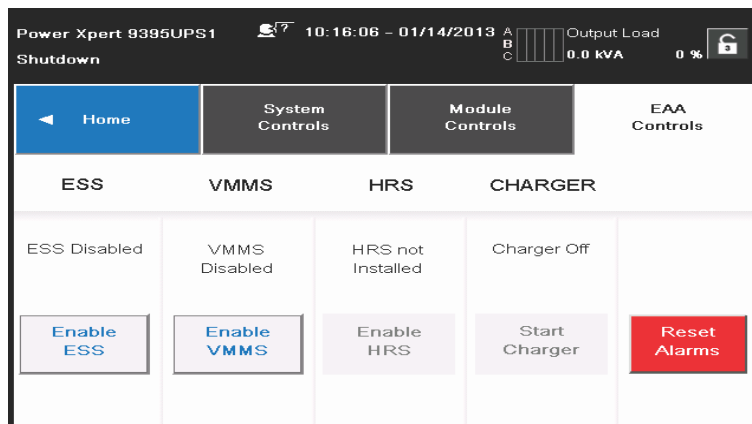 Power Xpert 9395UPS1
? 10:16:06 – 01/14/2013
A
B
C
Output Load
Shutdown
0.0 kVA 0 %
3
Home
System
Controls
Module
Controls
EAA
Controls
ESS
VMMS
HRS
CHARGER
ESS Disabled
VMMS
Disabled
HRS not
Installed
Charger Off
Enable
ESS
Enable
VMMS
Enable
HRS
Start
Charger
Reset
Alarms